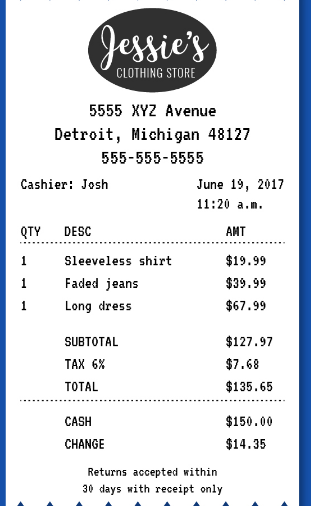 Jessie's
CLOTHING STORE
5555 XYZ Avenue
Detroit, Michigan 48127
555-555-5555
Cashier: Josh June 19, 2017
11:20 a.m.
QTY DESC AMT
1 Sleeveless shirt $19.99
1 Faded jeans $39.99
1 Long dress $67.99
SUBTOTAL $127.97
TAX 6% $7.68
TOTAL $135.65
CASH $150.00
CHANGE $14.35
Returns accepted within
30 days with receipt only